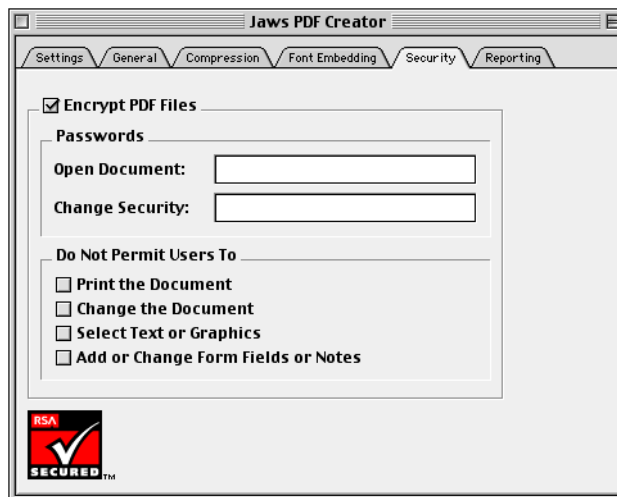 Jaws PDF Creator
Settings General Compression Font Embedding Security Reporting
Encrypt PDF Files
Passwords
Open Document:
Change Security:
Do Not Permit Users To
Print the Document
Change the Document
Select Text or Graphics
Add or Change Form Fields or Notes
RSA
SECURED™